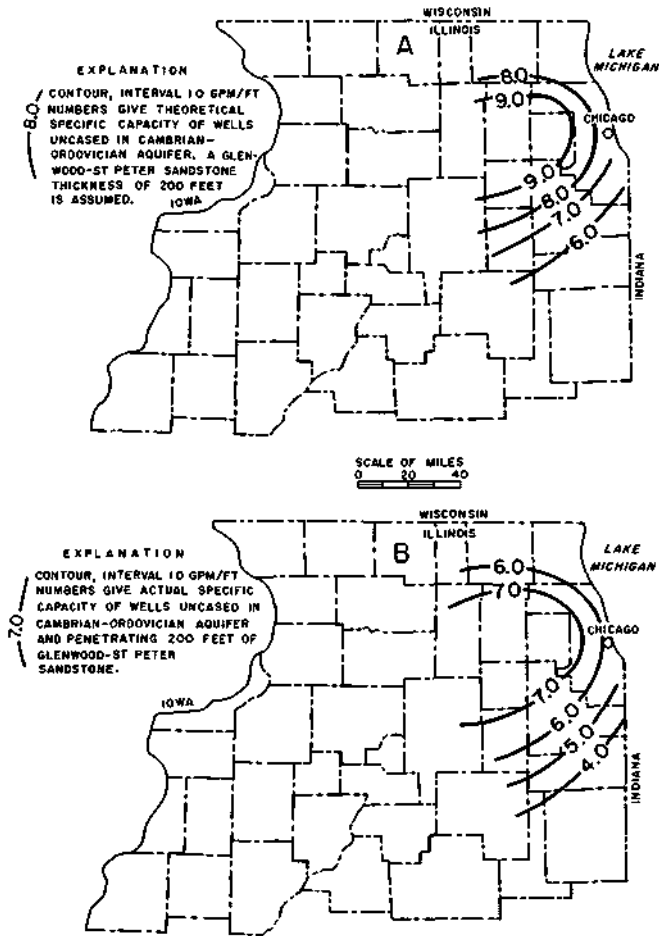 WISCONSIN
ILLINOIS
A
LAKE
MICHIGAN
EXPLANATION
8.0
CONTOUR, INTERVAL 1.0 GPM/FT
NUMBERS GIVE THEORETICAL
SPECIFIC CAPACITY OF WELLS
UNCASED IN CAMBRIAN-
ORDOVICIAN AQUIFER. A GLEN-
WOOD-ST PETER SANDSTONE
THICKNESS OF 200 FEET
IS ASSUMED.
IOWA
8.0
9.0
CHICAGO
9.0
8.0
7.0
6.0
INDIANA
SCALE OF MILES
0 20 40
WISCONSIN
ILLINOIS
B
LAKE
MICHIGAN
EXPLANATION
7.0
CONTOUR, INTERVAL 1.0 GPM/FT
NUMBERS GIVE ACTUAL SPECIFIC
CAPACITY OF WELLS UNCASED IN
CAMBRIAN-ORDOVICIAN AQUIFER
AND PENETRATING 200 FEET OF
GLENWOOD-ST PETER
SANDSTONE.
IOWA
6.0
7.0
CHICAGO
7.0
6.0
5.0
4.0
INDIANA